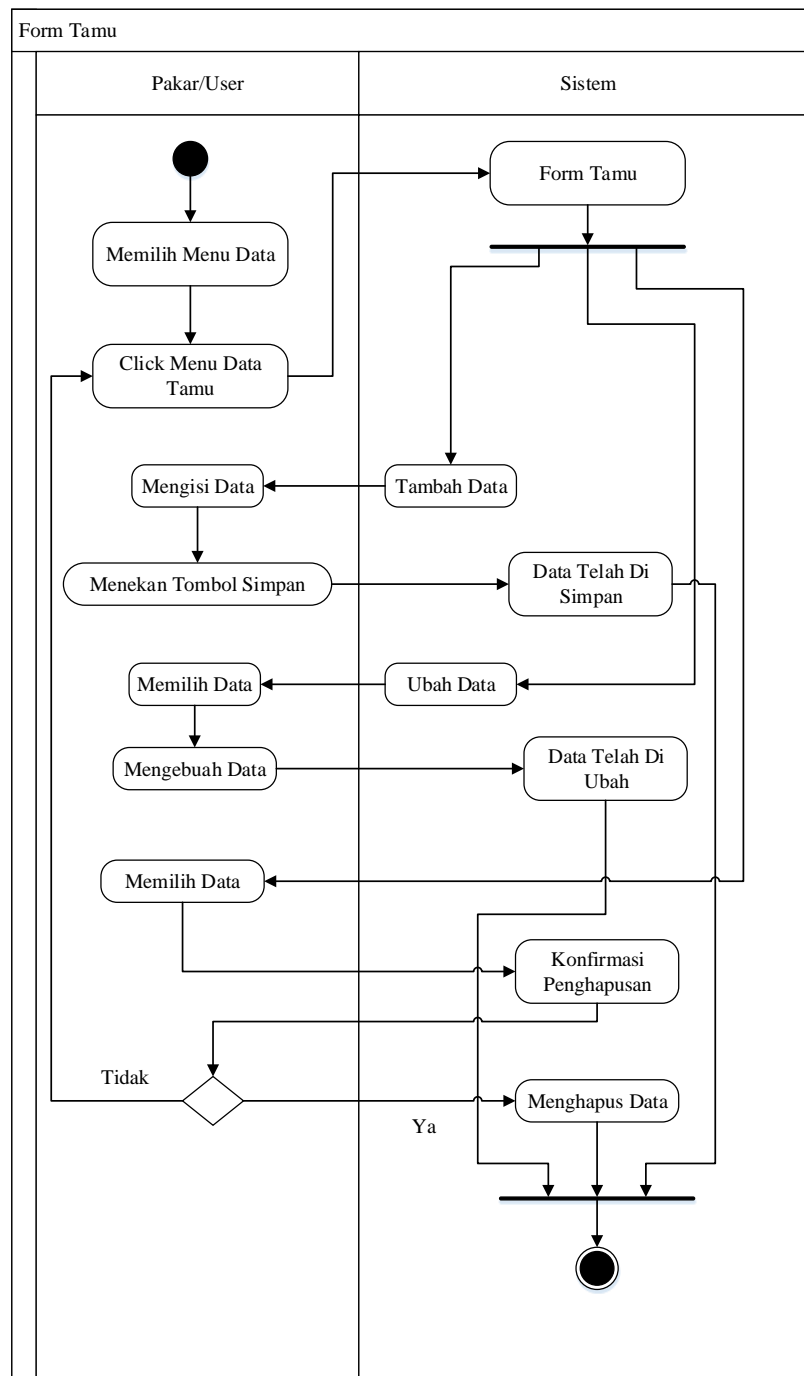 Form Tamu
Pakar/User
Sistem
Form Tamu
Memilih Menu Data
Click Menu Data
Tamu
Mengisi Data
Tambah Data
Menekan Tombol Simpan
Data Telah Di
Simpan
Memilih Data
Ubah Data
Mengebuah Data
Data Telah Di
Ubah
Memilih Data
Konfirmasi
Penghapusan
Tidak
Menghapus Data
Ya